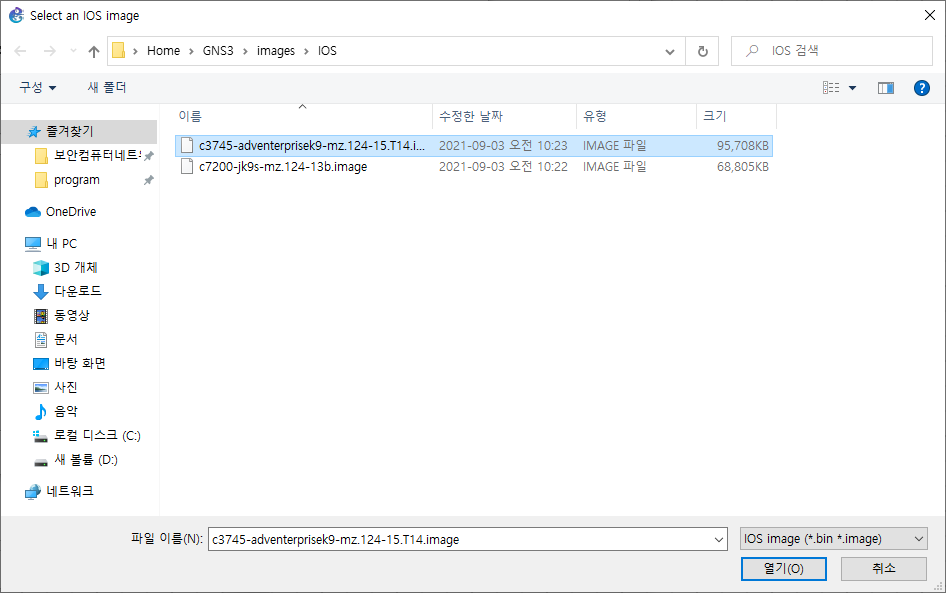 Select an IOS image
Home > GNS3 > images > IOS
IOS 검색
구성
새 폴더
이름 수정한 날짜 유형 크기
즐겨찾기
보안컴퓨터네트
program
OneDrive
내 PC
3D 개체
다운로드
동영상
문서
바탕 화면
사진
음악
로컬 디스크 (C:)
새 볼륨 (D:)
네트워크
c3745-adventerprisek9-mz.124-15.T14.i... 2021-09-03 오전 10:23 IMAGE 파일 95,708KB
c7200-jk9s-mz.124-13b.image 2021-09-03 오전 10:22 IMAGE 파일 68,805KB
파일 이름(N): c3745-adventerprisek9-mz.124-15.T14.image
IOS image (*.bin *.image)
열기(O) 취소